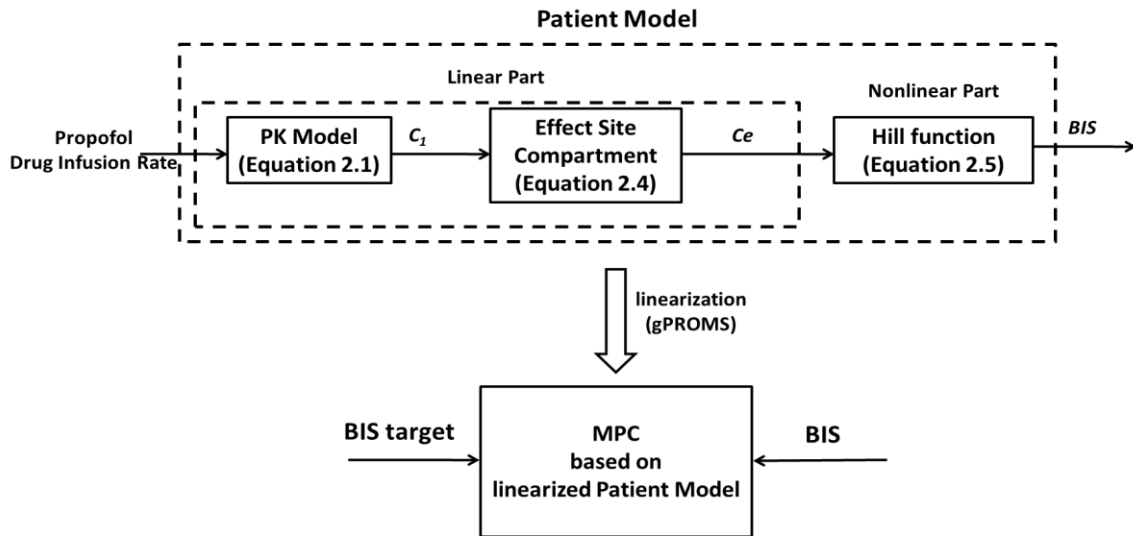 Patient Model
Linear Part
Nonlinear Part
Propofol
Drug Infusion Rate
PK Model
(Equation 2.1)
C1
Effect Site
Compartment
(Equation 2.4)
Ce
Hill function
(Equation 2.5)
BIS
linearization
(gPROMS)
BIS target
MPC
based on
linearized Patient Model
BIS